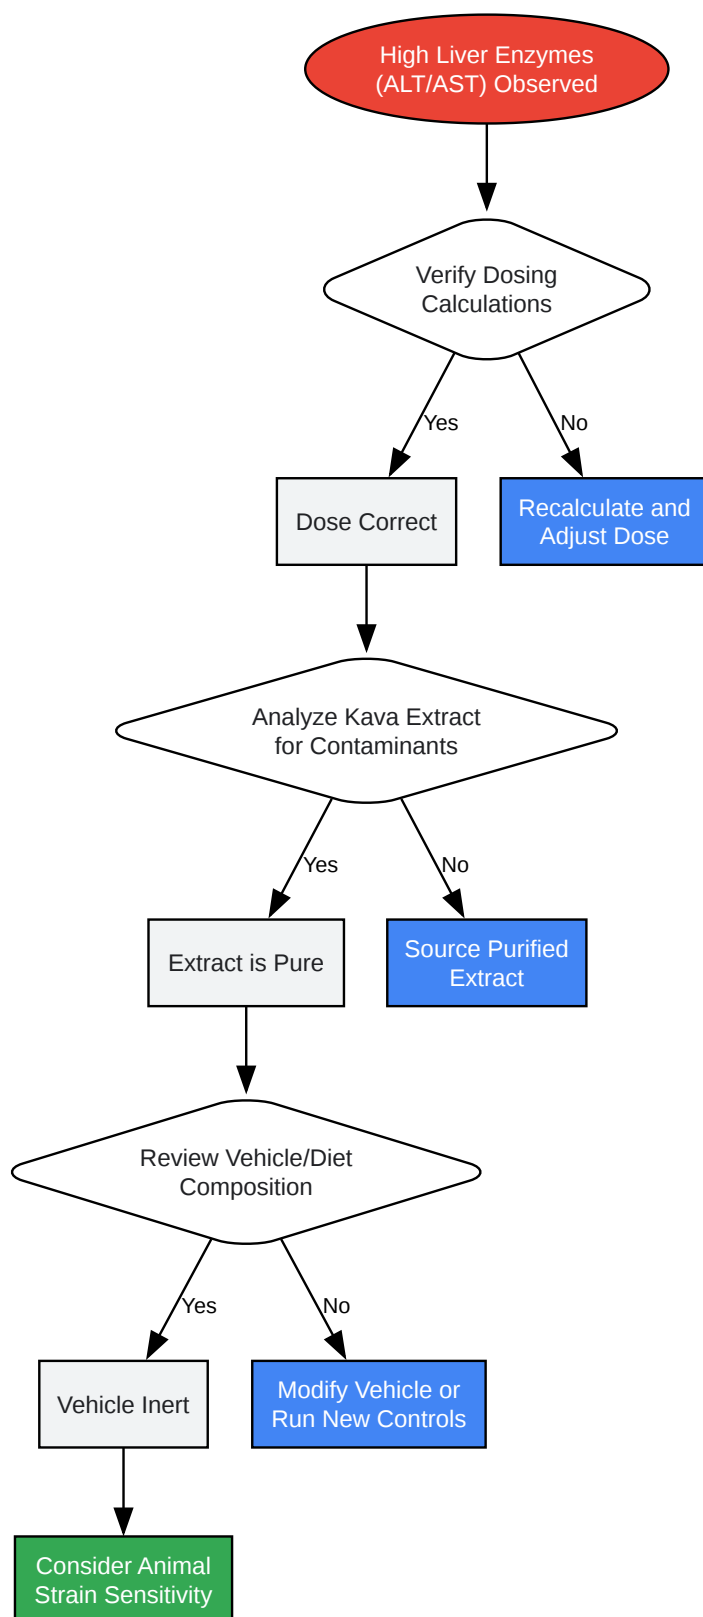 High Liver Enzymes
(ALT/AST) Observed
Verify Dosing
Calculations
Yes
No
Dose Correct
Recalculate and
Adjust Dose
Analyze Kava Extract
for Contaminants
Yes
No
Extract is Pure
Source Purified
Extract
Review Vehicle/Diet
Composition
Yes
No
Vehicle Inert
Modify Vehicle or
Run New Controls
Consider Animal
Strain Sensitivity